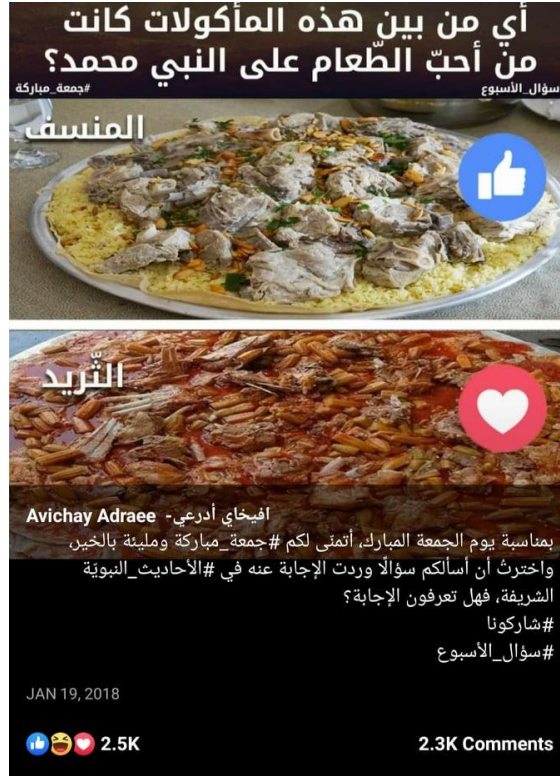 أي من بين هذه المأكولات كانت
من أحبّ الطّعام على النبي محمد؟
سؤال_الأسبوع #جمعة_مباركة
المنسف
الثّريد
Avichay Adraee -افيخاي أدرعي
بمناسبة يوم الجمعة المبارك، أتمنّى لكم #جمعة_مباركة ومليئة بالخير،
واخترتُ أن أسألكم سؤالًا وردت الإجابة عنه في #الأحاديث_النبويّة
الشريفة، فهل تعرفون الإجابة؟
#شاركونا
#سؤال_الأسبوع
JAN 19, 2018
2.5K 2.3K Comments